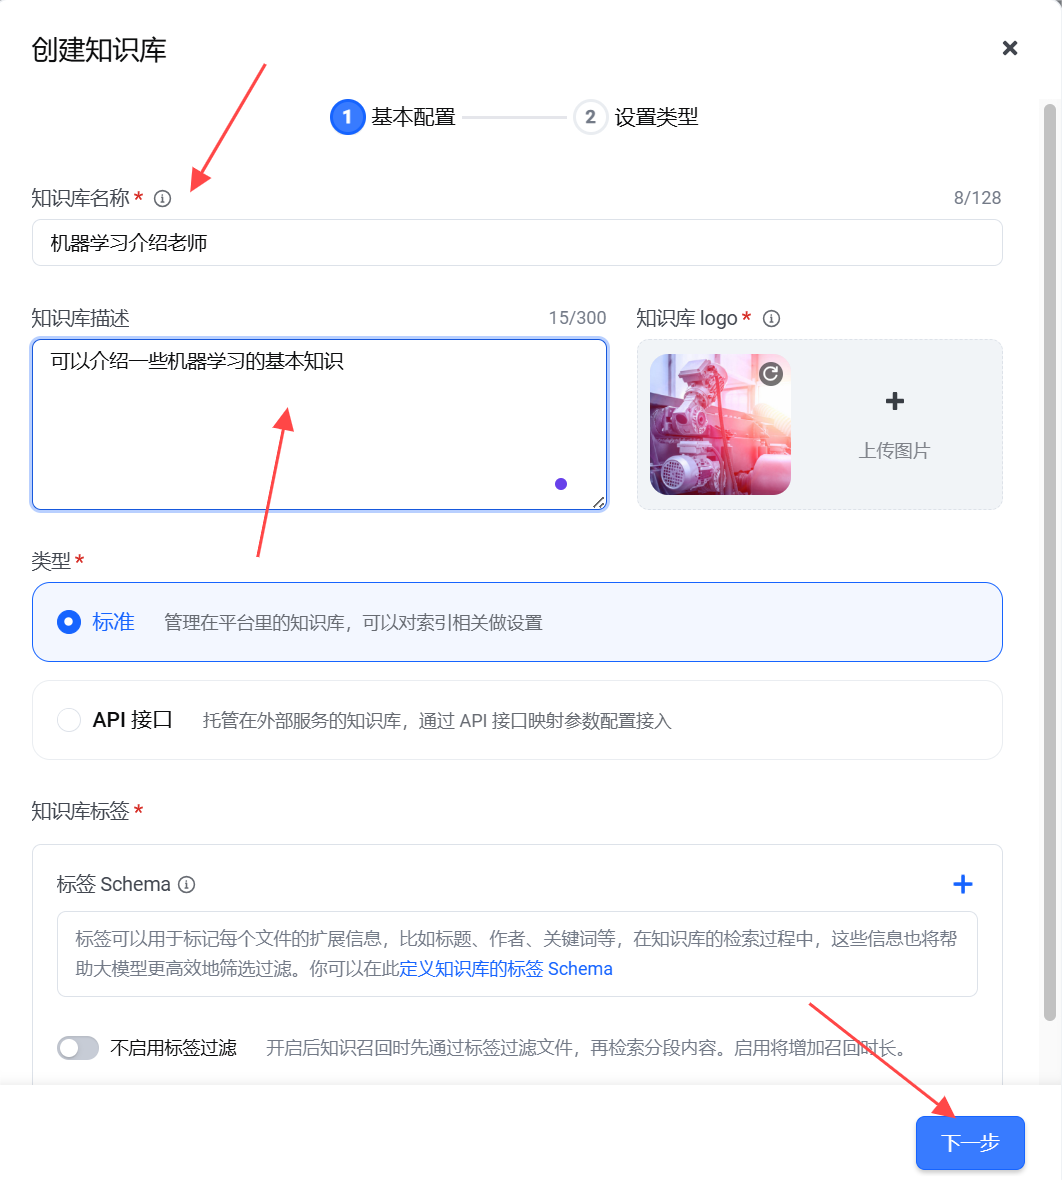 创建知识库
1 基本配置 2 设置类型
知识库名称* 8/128
机器学习介绍老师
知识库描述 15/300 知识库 logo*
可以介绍一些机器学习的基本知识
上传图片
类型*
标准 管理在平台里的知识库，可以对索引相关做设置
API 接口 托管在外部服务的知识库，通过 API 接口映射参数配置接入
知识库标签*
标签 Schema
标签可以用于标记每个文件的扩展信息，比如标题、作者、关键词等，在知识库的检索过程中，这些信息也将帮
助大模型更高效地筛选过滤。你可以在此定义知识库的标签 Schema
不启用标签过滤 开启后知识召回时先通过标签过滤文件，再检索分段内容。启用将增加召回时长。
下一步